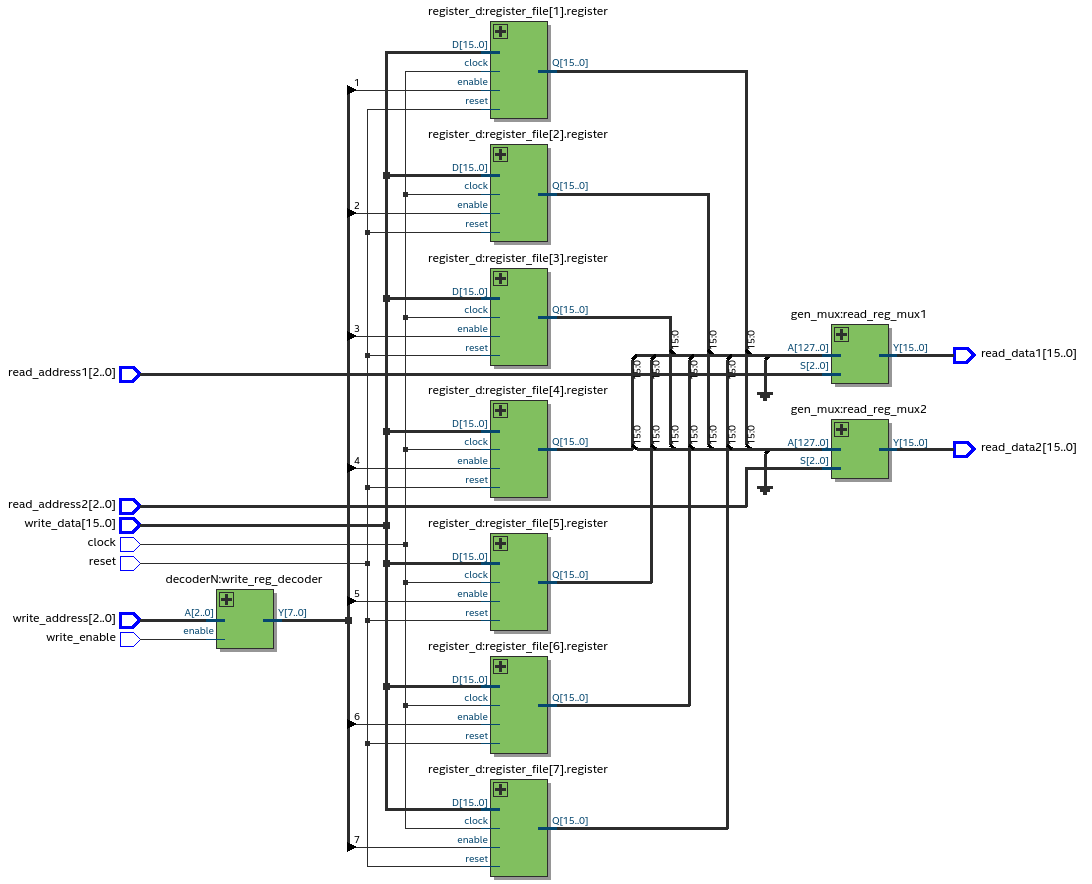 register_d:register_file[1].register
D[15..0]
clock
Q[15..0]
enable
1
reset
register_d:register_file[2].register
D[15..0]
clock
Q[15..0]
enable
2
reset
register_d:register_file[3].register
D[15..0]
clock
Q[15..0]
enable
3
reset
15:0
15:0
15:0
15:0
15:0
15:0
15:0
gen_mux:read_reg_mux1
A[127..0]
Y[15..0]
read_data1[15..0]
S[2..0]
read_address1[2..0]
register_d:register_file[4].register
D[15..0]
clock
Q[15..0]
enable
4
reset
15:0
15:0
15:0
15:0
15:0
15:0
15:0
gen_mux:read_reg_mux2
A[127..0]
Y[15..0]
read_data2[15..0]
S[2..0]
read_address2[2..0]
write_data[15..0]
clock
reset
register_d:register_file[5].register
D[15..0]
clock
Q[15..0]
enable
5
reset
decoderN:write_reg_decoder
A[2..0]
Y[7..0]
enable
write_address[2..0]
write_enable
register_d:register_file[6].register
D[15..0]
clock
Q[15..0]
enable
6
reset
register_d:register_file[7].register
D[15..0]
clock
Q[15..0]
enable
7
reset